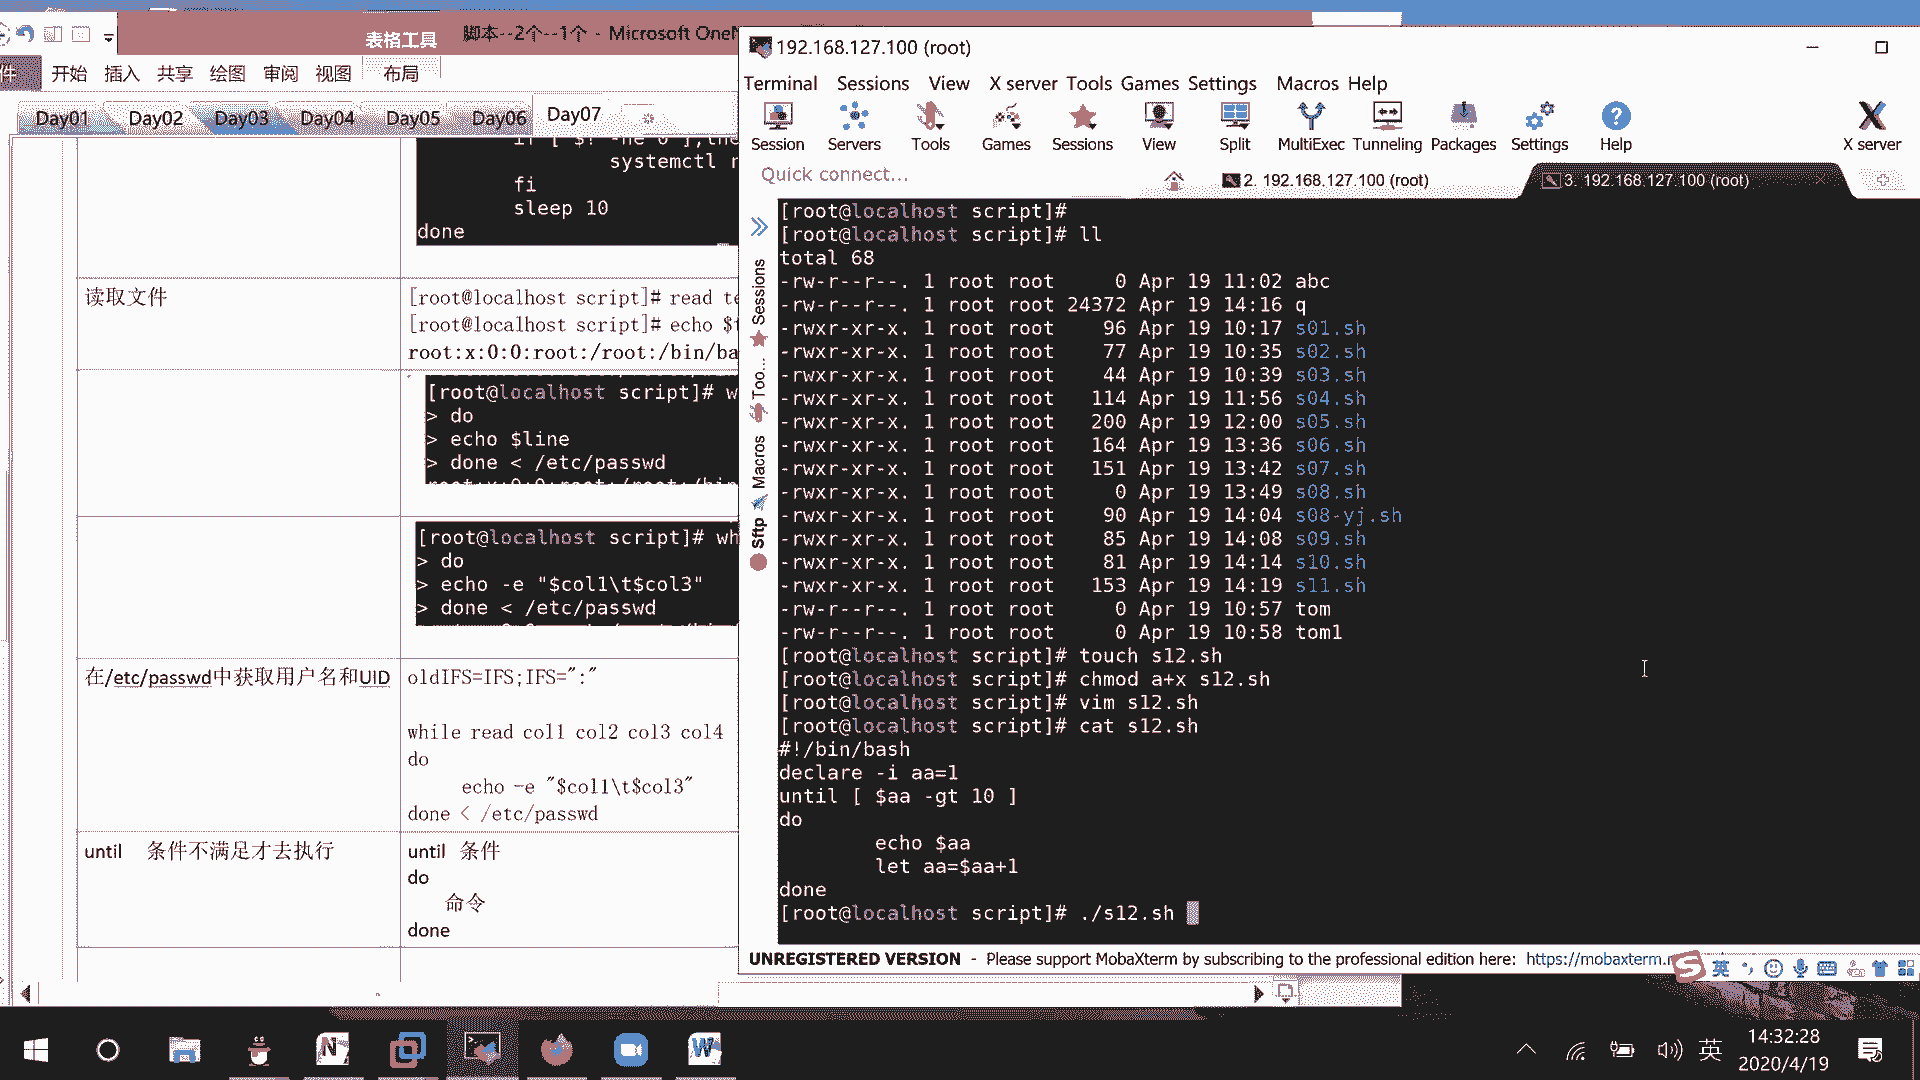 表格工具
脚本--2个--1个 - Microsoft OneN
件
开始 插入 共享 绘图 审阅 视图 布局
Day01 Day02 Day03 Day04 Day05 Day06 Day07
systemctl r
fi
sleep 10
done
读取文件
[root@localhost script]# read te
[root@localhost script]# echo $t
root:x:0:0:root:/root:/bin/ba
[root@localhost script]# w
> do
> echo $line
> done < /etc/passwd
[root@localhost script]# wh
> do
> echo -e "$col1\t$col3"
> done < /etc/passwd
在/etc/passwd中获取用户名和UID
oldIFS=IFS;IFS=":"
while read col1 col2 col3 col4
do
echo -e "$col1\t$col3"
done < /etc/passwd
until 条件不满足才去执行
until 条件
do
命令
done
192.168.127.100 (root)
Terminal Sessions View X server Tools Games Settings Macros Help
Session Servers Tools Games Sessions View Split MultiExec Tunneling Packages Settings Help X server
Quick connect...
2. 192.168.127.100 (root)
3. 192.168.127.100 (root)
Sessions
Too...
Macros
Sftp
[root@localhost script]#
[root@localhost script]# ll
total 68
-rw-r--r--. 1 root root 0 Apr 19 11:02 abc
-rw-r--r--. 1 root root 24372 Apr 19 14:16 q
-rwxr-xr-x. 1 root root 96 Apr 19 10:17 s01.sh
-rwxr-xr-x. 1 root root 77 Apr 19 10:35 s02.sh
-rwxr-xr-x. 1 root root 44 Apr 19 10:39 s03.sh
-rwxr-xr-x. 1 root root 114 Apr 19 11:56 s04.sh
-rwxr-xr-x. 1 root root 200 Apr 19 12:00 s05.sh
-rwxr-xr-x. 1 root root 164 Apr 19 13:36 s06.sh
-rwxr-xr-x. 1 root root 151 Apr 19 13:42 s07.sh
-rwxr-xr-x. 1 root root 0 Apr 19 13:49 s08.sh
-rwxr-xr-x. 1 root root 90 Apr 19 14:04 s08-yj.sh
-rwxr-xr-x. 1 root root 85 Apr 19 14:08 s09.sh
-rwxr-xr-x. 1 root root 81 Apr 19 14:14 s10.sh
-rwxr-xr-x. 1 root root 153 Apr 19 14:19 s11.sh
-rw-r--r--. 1 root root 0 Apr 19 10:57 tom
-rw-r--r--. 1 root root 0 Apr 19 10:58 tom1
[root@localhost script]# touch s12.sh
[root@localhost script]# chmod a+x s12.sh
[root@localhost script]# vim s12.sh
[root@localhost script]# cat s12.sh
#!/bin/bash
declare -i aa=1
until [ $aa -gt 10 ]
do
echo $aa
let aa=$aa+1
done
[root@localhost script]# ./s12.sh
UNREGISTERED VERSION - Please support MobaXterm by subscribing to the professional edition here: https://mobaxterm.
英
英
14:32:28
2020/4/19